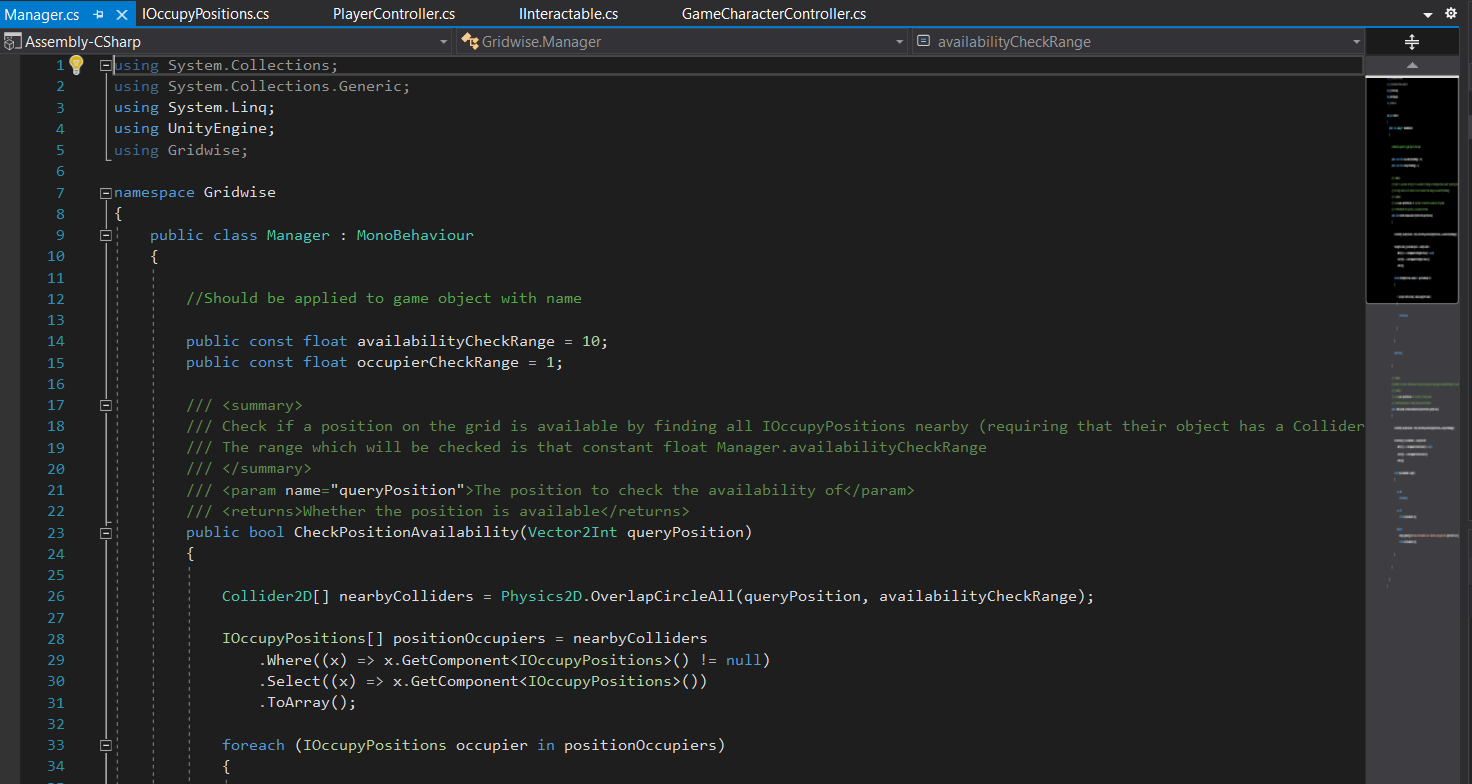 Manager.cs IOccupyPositions.cs PlayerController.cs IInteractable.cs GameCharacterController.cs
Assembly-CSharp Gridwise.Manager availabilityCheckRange
1 using System.Collections;
2 using System.Collections.Generic;
3 using System.Linq;
4 using UnityEngine;
5 using Gridwise;
6
7 namespace Gridwise
8 {
9 public class Manager : MonoBehaviour
10 {
11
12 //Should be applied to game object with name
13
14 public const float availabilityCheckRange = 10;
15 public const float occupierCheckRange = 1;
16
17 /// <summary>
18 /// Check if a position on the grid is available by finding all IOccupyPositions nearby (requiring that their object has a Collider
19 /// The range which will be checked is that constant float Manager.availabilityCheckRange
20 /// </summary>
21 /// <param name="queryPosition">The position to check the availability of</param>
22 /// <returns>Whether the position is available</returns>
23 public bool CheckPositionAvailability(Vector2Int queryPosition)
24 {
25
26 Collider2D[] nearbyColliders = Physics2D.OverlapCircleAll(queryPosition, availabilityCheckRange);
27
28 IOccupyPositions[] positionOccupiers = nearbyColliders
29 .Where((x) => x.GetComponent<IOccupyPositions>() != null)
30 .Select((x) => x.GetComponent<IOccupyPositions>())
31 .ToArray();
32
33 foreach (IOccupyPositions occupier in positionOccupiers)
34 {